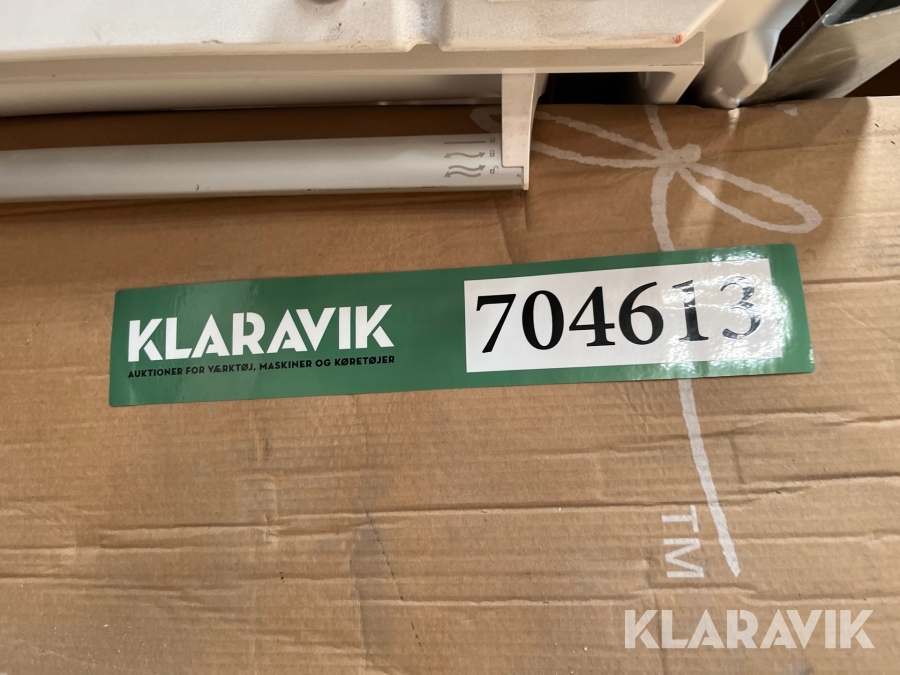 KLARAVIK
AUKTIONER FOR VÆRKTØJ, MASKINER OG KØRETØJER
704613
TM
KLARAVIK